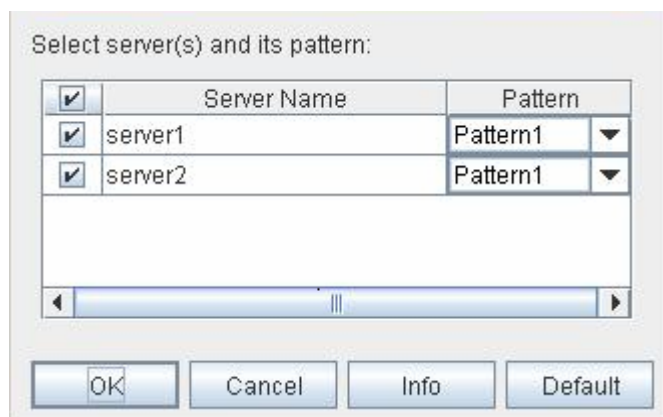 Select server(s) and its pattern:
Server Name Pattern
server1 Pattern1
server2 Pattern1
OK Cancel Info Default